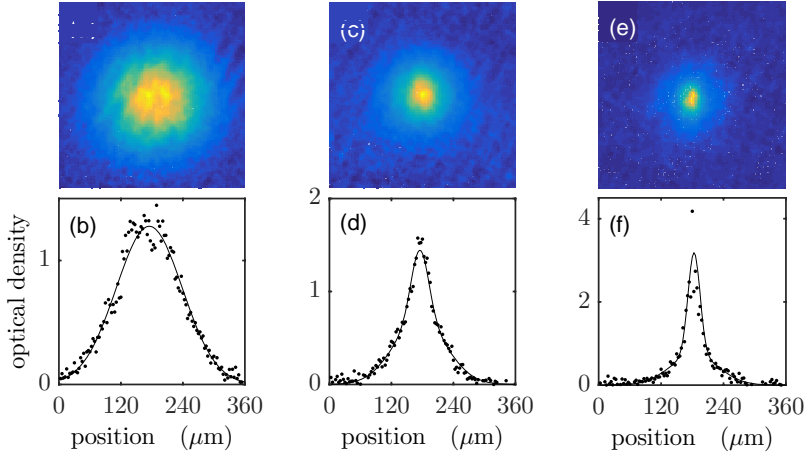 (c)
(e)
(b)
(d)
(f)
optical density
1
0
2
1
0
4
2
0
0 120 240 360
0 120 240 360
0 120 240 360
position (μm)
position (μm)
position (μm)